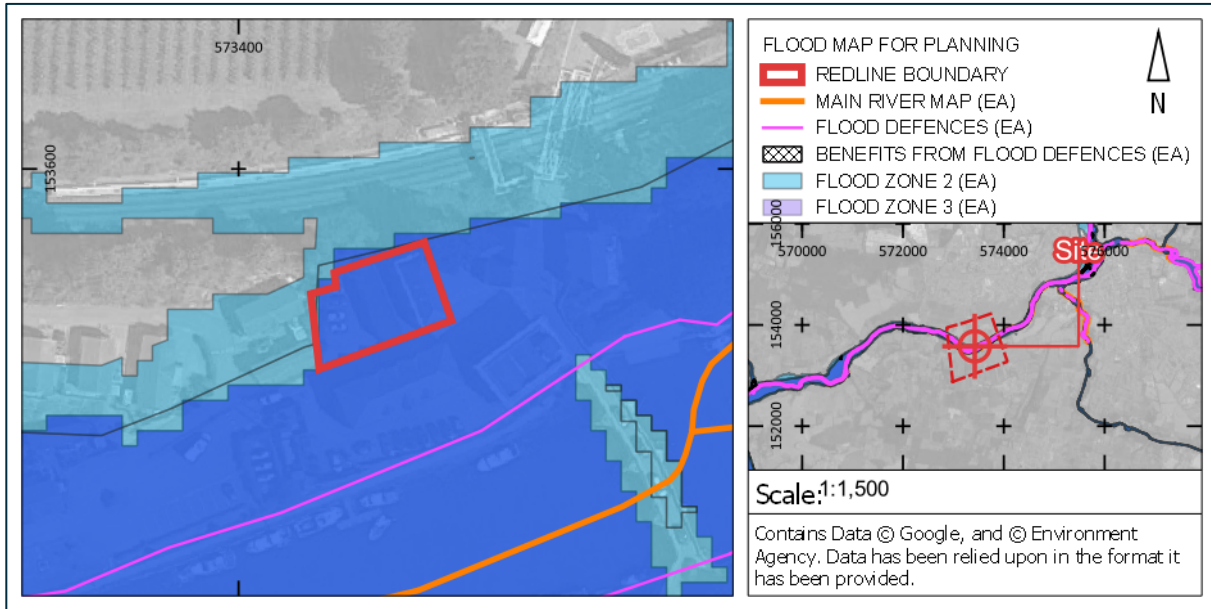 573400
153600
FLOOD MAP FOR PLANNING
REDLINE BOUNDARY
N
MAIN RIVER MAP (EA)
FLOOD DEFENCES (EA)
BENEFITS FROM FLOOD DEFENCES (EA)
FLOOD ZONE 2 (EA)
FLOOD ZONE 3 (EA)
156000
570000
572000
574000
Site
576000
154000
152000
Scale:1:1,500
Contains Data © Google, and © Environment
Agency. Data has been relied upon in the format it
has been provided.